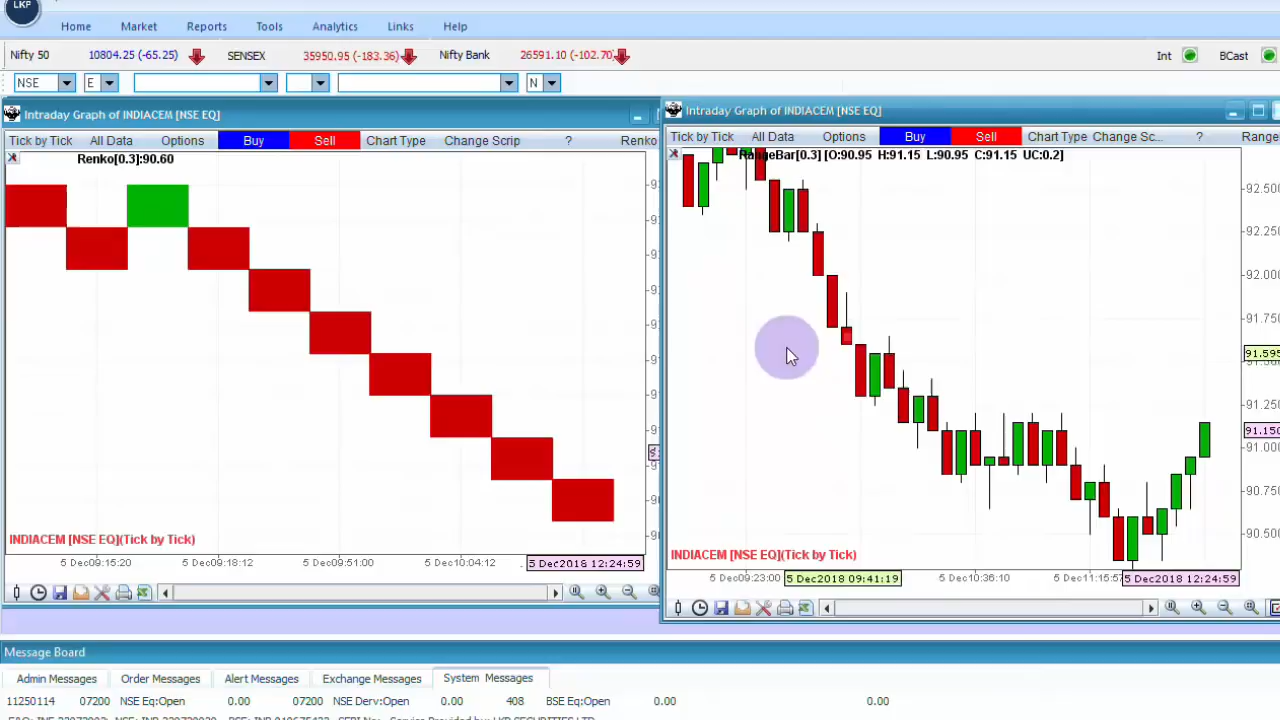 LKP
Home Market Reports Tools Analytics Links Help
Nifty 50 10804.25 (-65.25) SENSEX 35950.95 (-183.36) Nifty Bank 26591.10 (-102.70) Int BCast
NSE E N
Intraday Graph of INDIACEM [NSE EQ]
Tick by Tick All Data Options Buy Sell Chart Type Change Scrip ? Renko
Renko[0.3]:90.60
INDIACEM [NSE EQ](Tick by Tick)
5 Dec09:15:20 5 Dec09:18:12 5 Dec09:51:00 5 Dec10:04:12 5 Dec2018 12:24:59
Intraday Graph of INDIACEM [NSE EQ]
Tick by Tick All Data Options Buy Sell Chart Type Change Sc... ? Range
RangeBar[0.3] [O:90.95 H:91.15 L:90.95 C:91.15 UC:0.2]
92.500
92.250
92.000
91.750
91.595
91.250
91.150
91.000
90.750
90.500
INDIACEM [NSE EQ](Tick by Tick)
5 Dec09:23:00 5 Dec2018 09:41:19 5 Dec10:36:10 5 Dec11:15:57 5 Dec2018 12:24:59
Message Board
Admin Messages Order Messages Alert Messages Exchange Messages System Messages
11250114 07200 NSE Eq:Open 0.00 07200 NSE Derv:Open 0.00 408 BSE Eq:Open 0.00 0.00